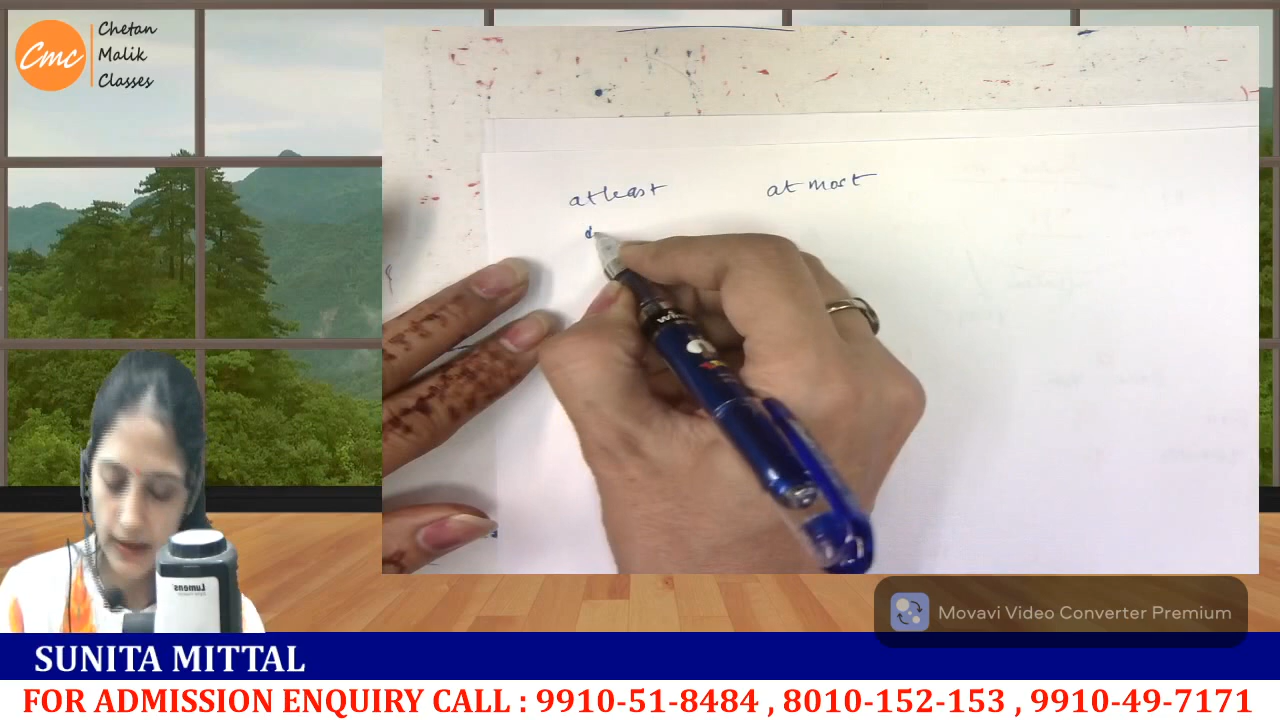 Cmc
Chetan
Malik
Classes
atleast
at most
Lumens
Movavi Video Converter Premium
SUNITA MITTAL
FOR ADMISSION ENQUIRY CALL : 9910-51-8484 , 8010-152-153 , 9910-49-7171